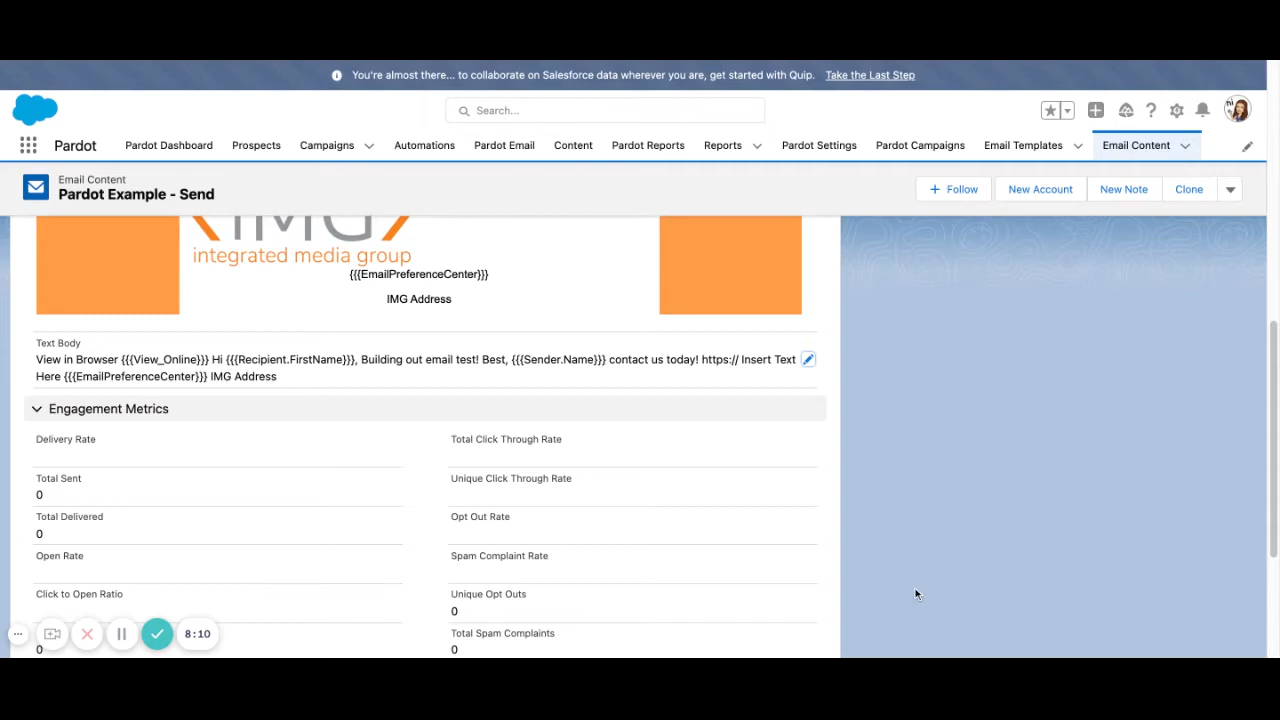 You're almost there... to collaborate on Salesforce data wherever you are, get started with Quip. Take the Last Step
Search...
hi
Pardot Pardot Dashboard Prospects Campaigns Automations Pardot Email Content Pardot Reports Reports Pardot Settings Pardot Campaigns Email Templates Email Content
Email Content
Pardot Example - Send
+ Follow New Account New Note Clone
IMG
integrated media group
{{{EmailPreferenceCenter}}}
IMG Address
Text Body
View in Browser {{{View_Online}}} Hi {{{Recipient.FirstName}}}, Building out email test! Best, {{{Sender.Name}}} contact us today! https:// Insert Text
Here {{{EmailPreferenceCenter}}} IMG Address
Engagement Metrics
Delivery Rate Total Click Through Rate
Total Sent Unique Click Through Rate
0
Total Delivered Opt Out Rate
0
Open Rate Spam Complaint Rate
Click to Open Ratio Unique Opt Outs
0
Total Spam Complaints
0 0
8:10